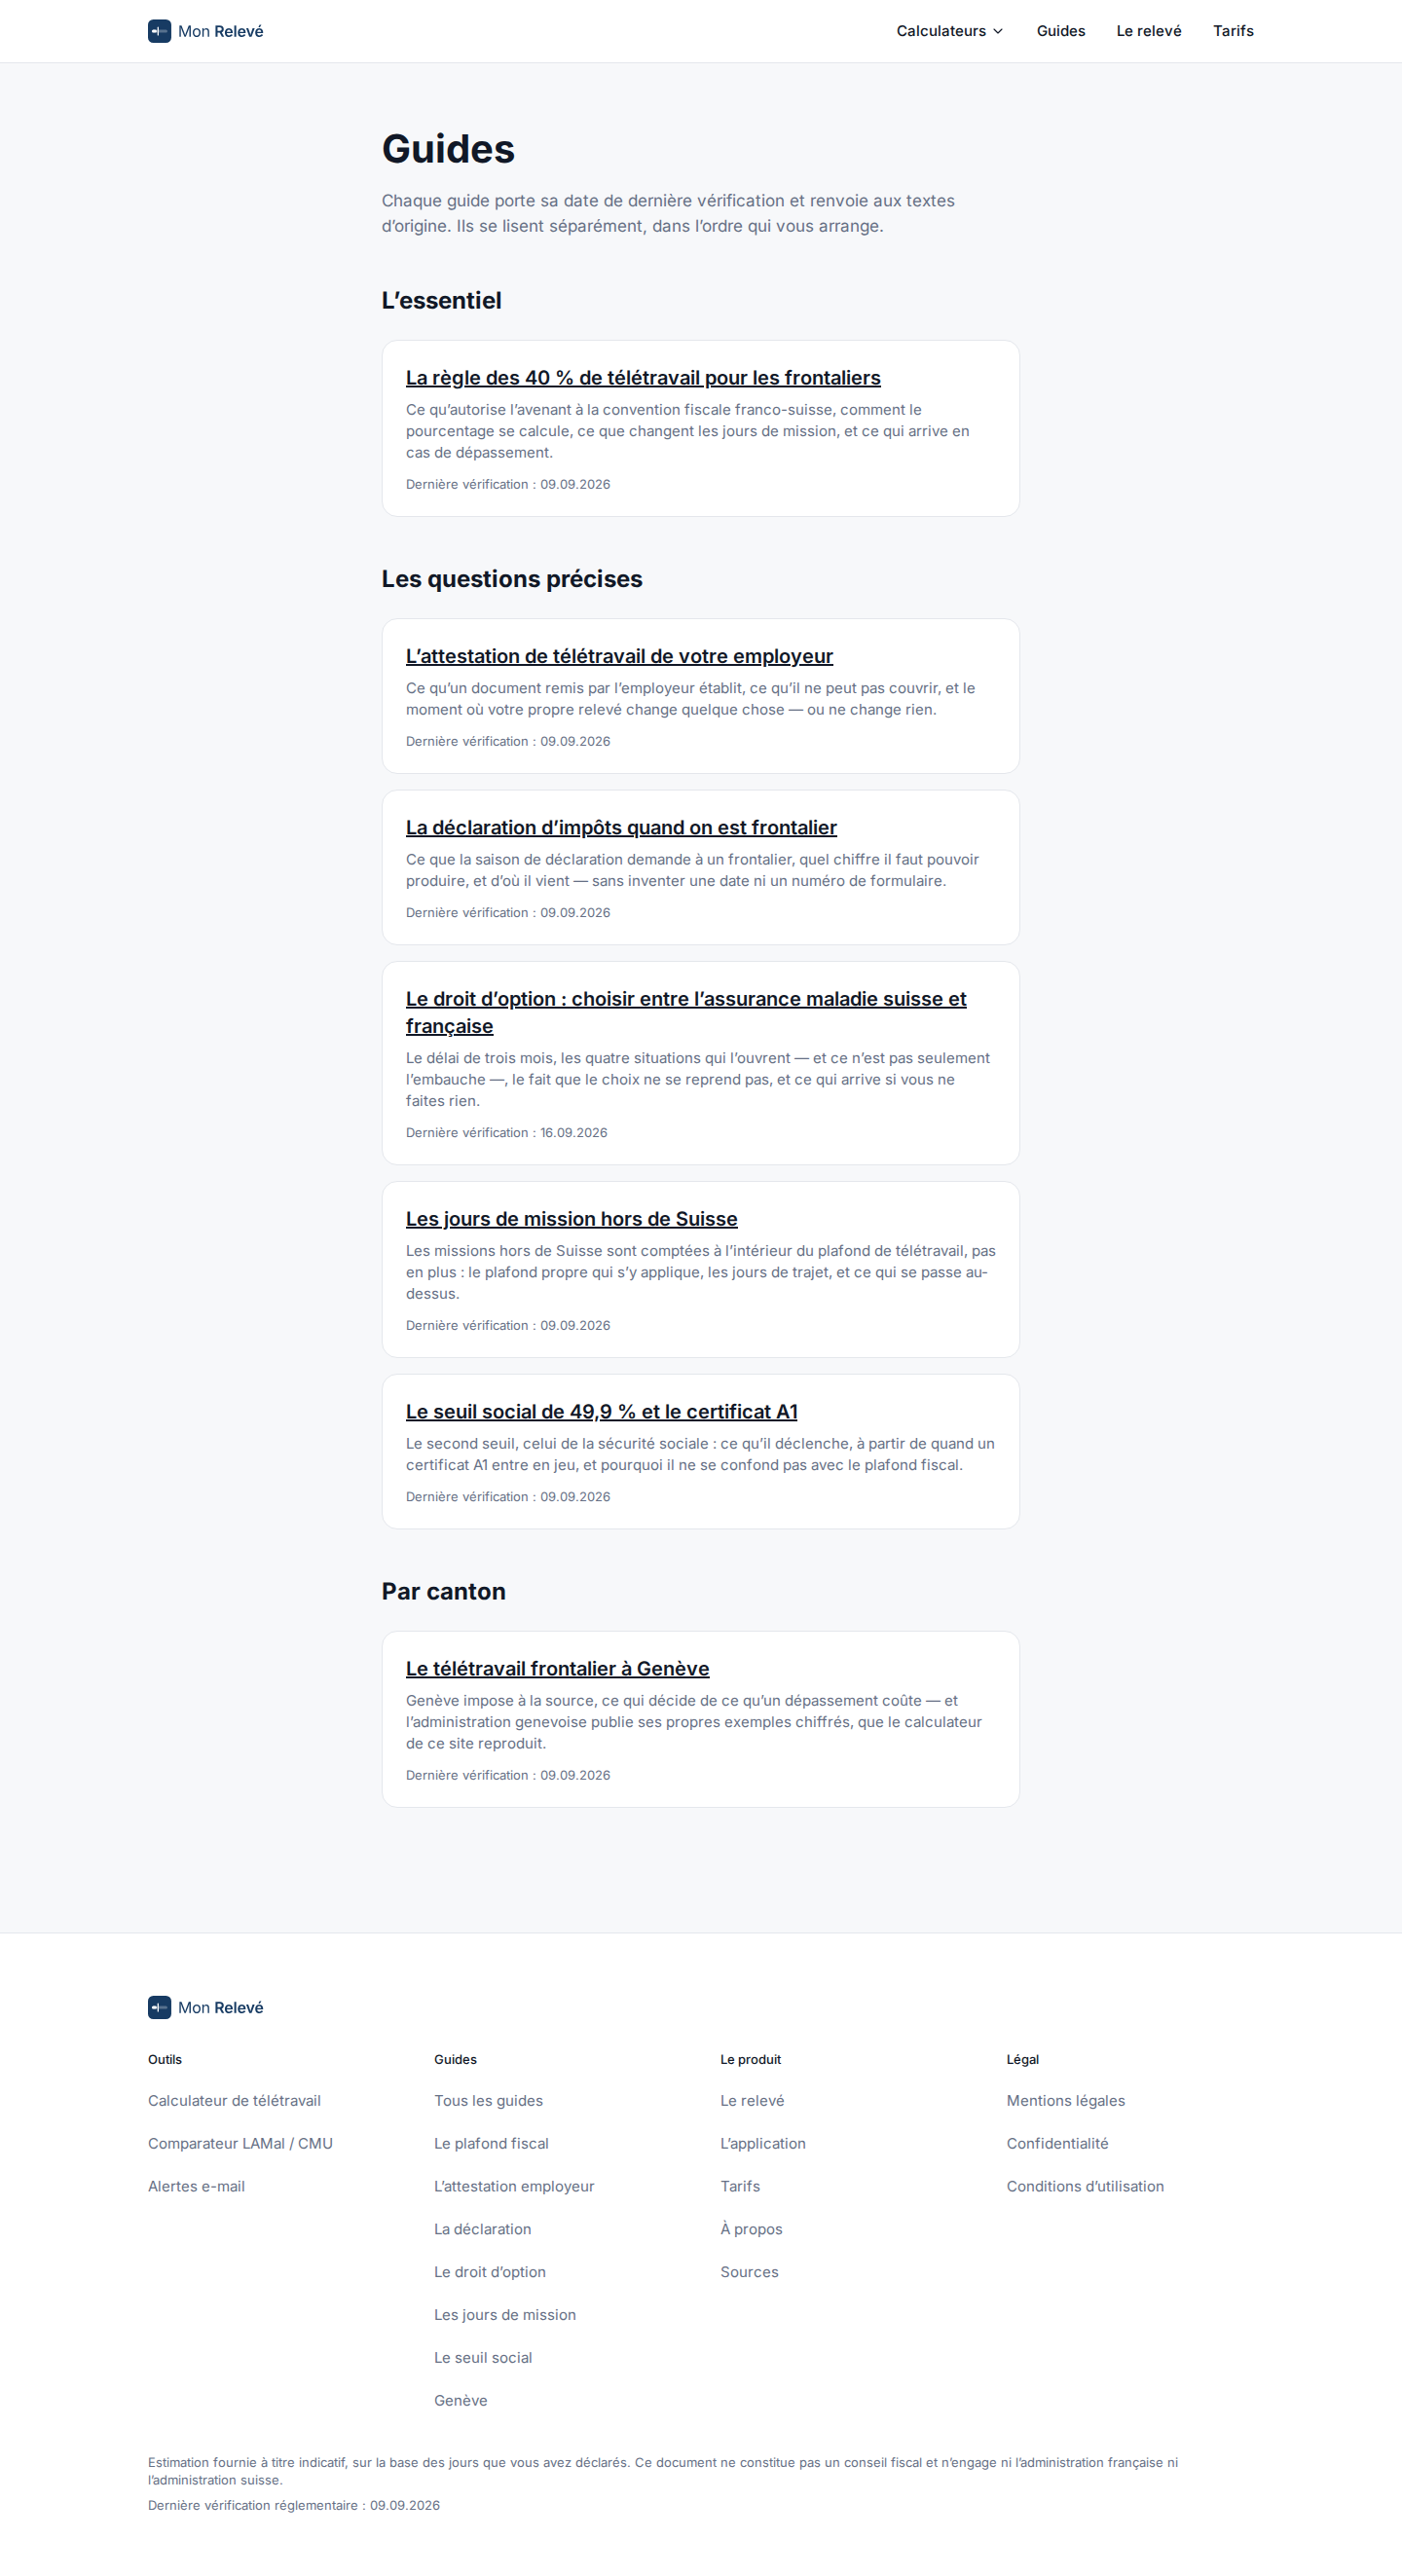 Mon Relevé
Calculateurs
Guides
Le relevé
Tarifs
Guides
Chaque guide porte sa date de dernière vérification et renvoie aux textes
d’origine. Ils se lisent séparément, dans l’ordre qui vous arrange.
L’essentiel
La règle des 40 % de télétravail pour les frontaliers
Ce qu’autorise l’avenant à la convention fiscale franco-suisse, comment le
pourcentage se calcule, ce que changent les jours de mission, et ce qui arrive en
cas de dépassement.
Dernière vérification : 09.09.2026
Les questions précises
L’attestation de télétravail de votre employeur
Ce qu’un document remis par l’employeur établit, ce qu’il ne peut pas couvrir, et le
moment où votre propre relevé change quelque chose — ou ne change rien.
Dernière vérification : 09.09.2026
La déclaration d’impôts quand on est frontalier
Ce que la saison de déclaration demande à un frontalier, quel chiffre il faut pouvoir
produire, et d’où il vient — sans inventer une date ni un numéro de formulaire.
Dernière vérification : 09.09.2026
Le droit d’option : choisir entre l’assurance maladie suisse et
française
Le délai de trois mois, les quatre situations qui l’ouvrent — et ce n’est pas seulement
l’embauche —, le fait que le choix ne se reprend pas, et ce qui arrive si vous ne
faites rien.
Dernière vérification : 16.09.2026
Les jours de mission hors de Suisse
Les missions hors de Suisse sont comptées à l’intérieur du plafond de télétravail, pas
en plus : le plafond propre qui s’y applique, les jours de trajet, et ce qui se passe au-
dessus.
Dernière vérification : 09.09.2026
Le seuil social de 49,9 % et le certificat A1
Le second seuil, celui de la sécurité sociale : ce qu’il déclenche, à partir de quand un
certificat A1 entre en jeu, et pourquoi il ne se confond pas avec le plafond fiscal.
Dernière vérification : 09.09.2026
Par canton
Le télétravail frontalier à Genève
Genève impose à la source, ce qui décide de ce qu’un dépassement coûte — et
l’administration genevoise publie ses propres exemples chiffrés, que le calculateur
de ce site reproduit.
Dernière vérification : 09.09.2026
Mon Relevé
Outils
Calculateur de télétravail
Comparateur LAMal / CMU
Alertes e-mail
Guides
Tous les guides
Le plafond fiscal
L’attestation employeur
La déclaration
Le droit d’option
Les jours de mission
Le seuil social
Genève
Le produit
Le relevé
L’application
Tarifs
À propos
Sources
Légal
Mentions légales
Confidentialité
Conditions d’utilisation
Estimation fournie à titre indicatif, sur la base des jours que vous avez déclarés. Ce document ne constitue pas un conseil fiscal et n’engage ni l’administration française ni
l’administration suisse.
Dernière vérification réglementaire : 09.09.2026